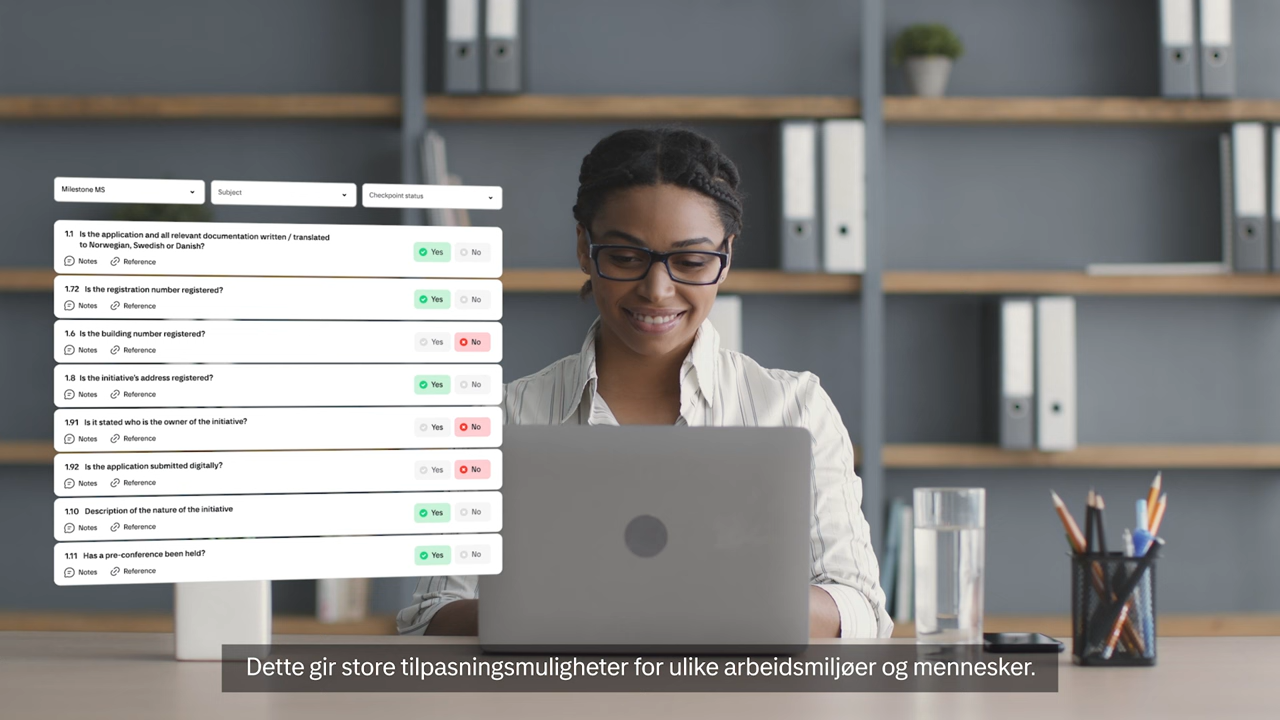 Milestone M5
Subject
Checkpoint status
1.1 Is the application and all relevant documentation written / translated
to Norwegian, Swedish or Danish?
Yes No
Notes Reference
1.72 Is the registration number registered?
Yes No
Notes Reference
1.6 Is the building number registered?
Yes No
Notes Reference
1.8 Is the initiative's address registered?
Yes No
Notes Reference
1.91 Is it stated who is the owner of the initiative?
Yes No
Notes Reference
1.92 Is the application submitted digitally?
Yes No
Notes Reference
1.10 Description of the nature of the initiative
Yes No
Notes Reference
1.11 Has a pre-conference been held?
Yes No
Notes Reference
Dette gir store tilpasningsmuligheter for ulike arbeidsmiljøer og mennesker.